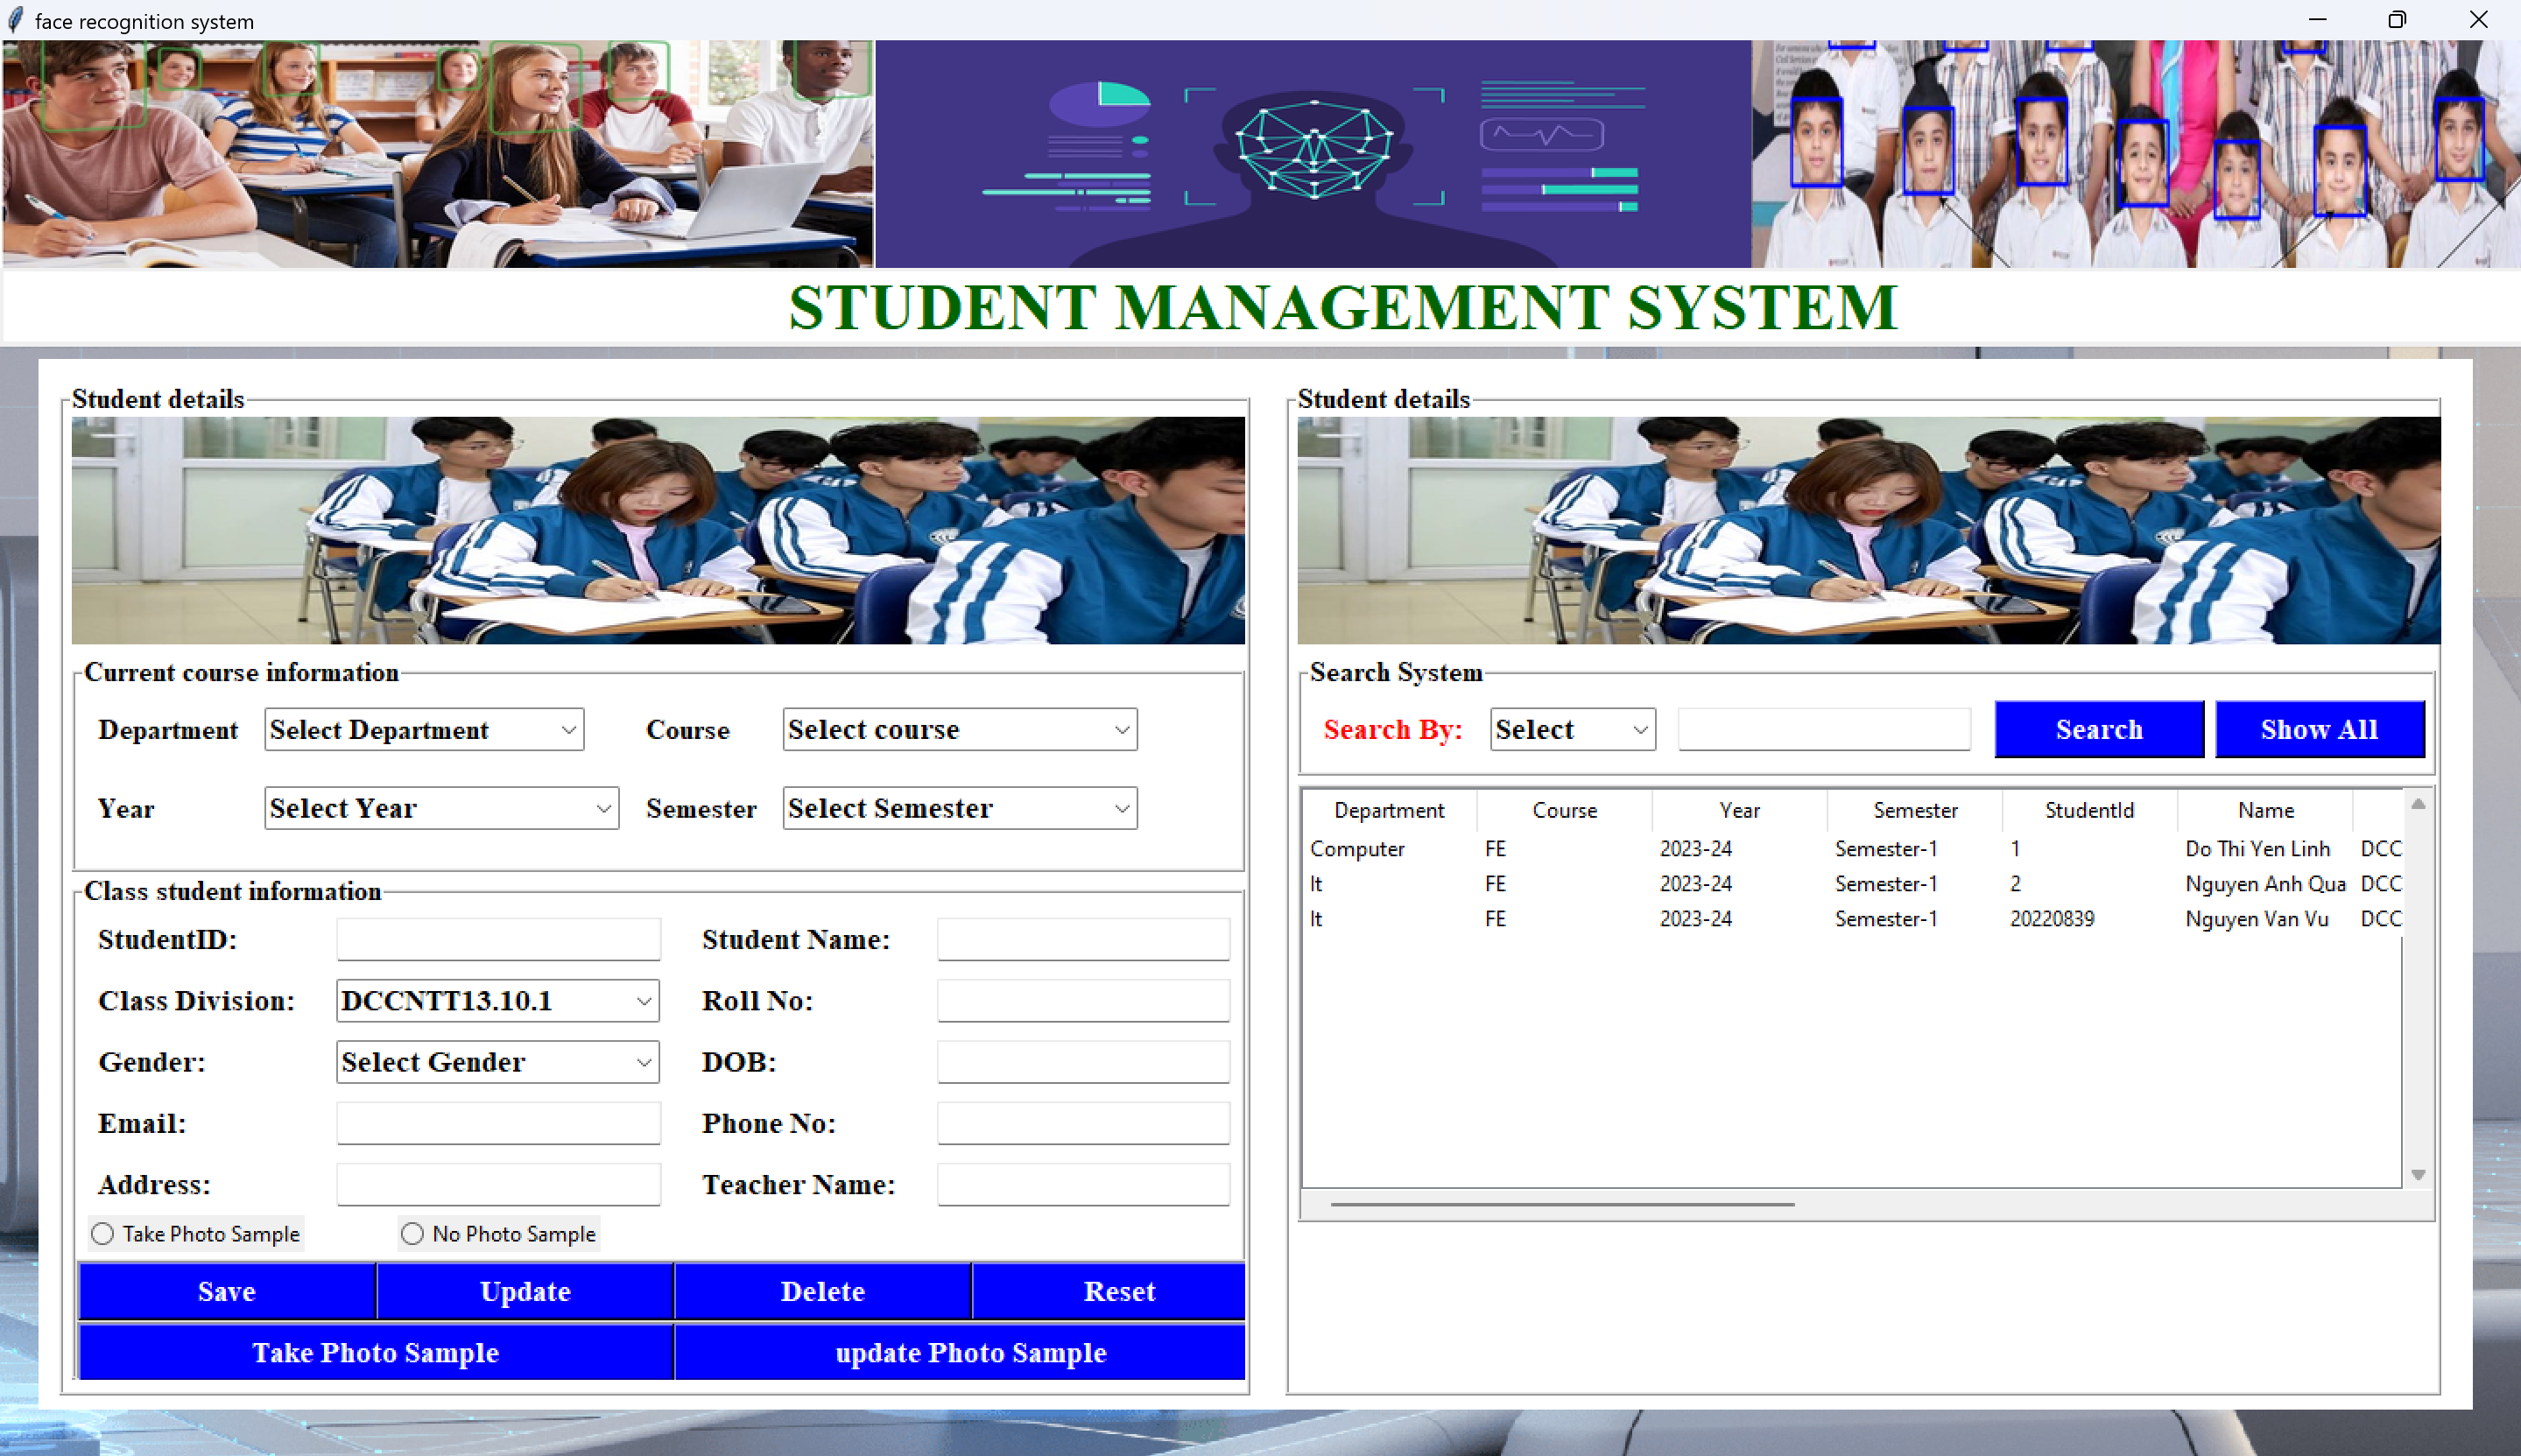 face recognition system
STUDENT MANAGEMENT SYSTEM
Student details
Current course information
Department Select Department Course Select course
Year Select Year Semester Select Semester
Class student information
StudentID: Student Name:
Class Division: DCCNTT13.10.1 Roll No:
Gender: Select Gender DOB:
Email: Phone No:
Address: Teacher Name:
Take Photo Sample No Photo Sample
Save Update Delete Reset
Take Photo Sample update Photo Sample
Student details
Search System
Search By: Select Search Show All
Department Course Year Semester StudentId Name
Computer FE 2023-24 Semester-1 1 Do Thi Yen Linh DCC
It FE 2023-24 Semester-1 2 Nguyen Anh Qua DCC
It FE 2023-24 Semester-1 20220839 Nguyen Van Vu DCC